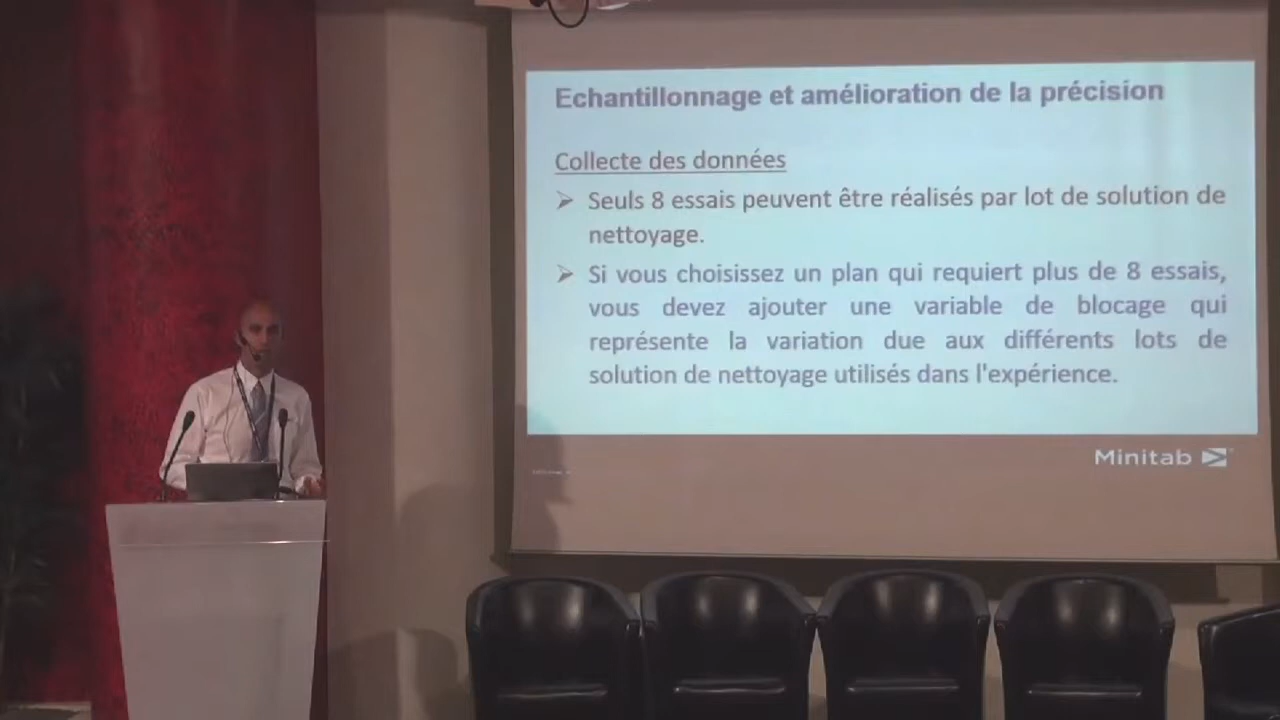 Echantillonnage et amélioration de la précision
Collecte des données
➢ Seuls 8 essais peuvent être réalisés par lot de solution de
nettoyage.
➢ Si vous choisissez un plan qui requiert plus de 8 essais,
vous devez ajouter une variable de blocage qui
représente la variation due aux différents lots de
solution de nettoyage utilisés dans l'expérience.
Minitab